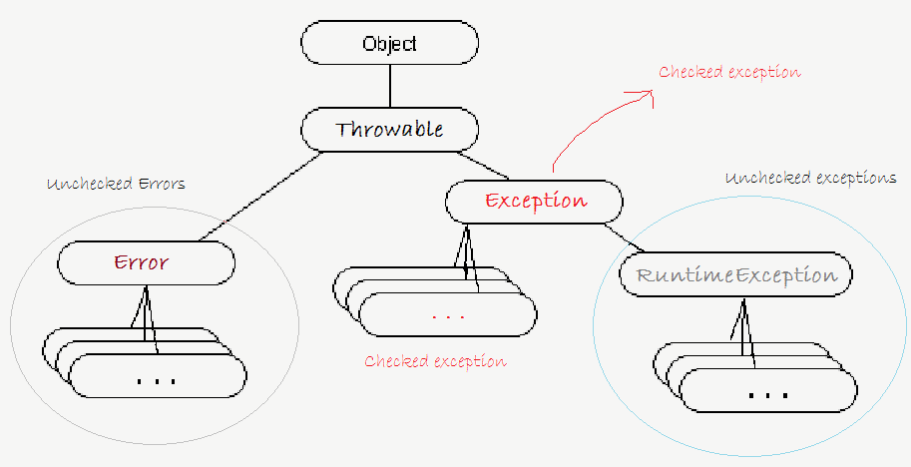 Object
Checked exception
Throwable
Unchecked Errors
Unchecked exceptions
Exception
Error
RuntimeException
. . .
Checked exception
. . .
. . .